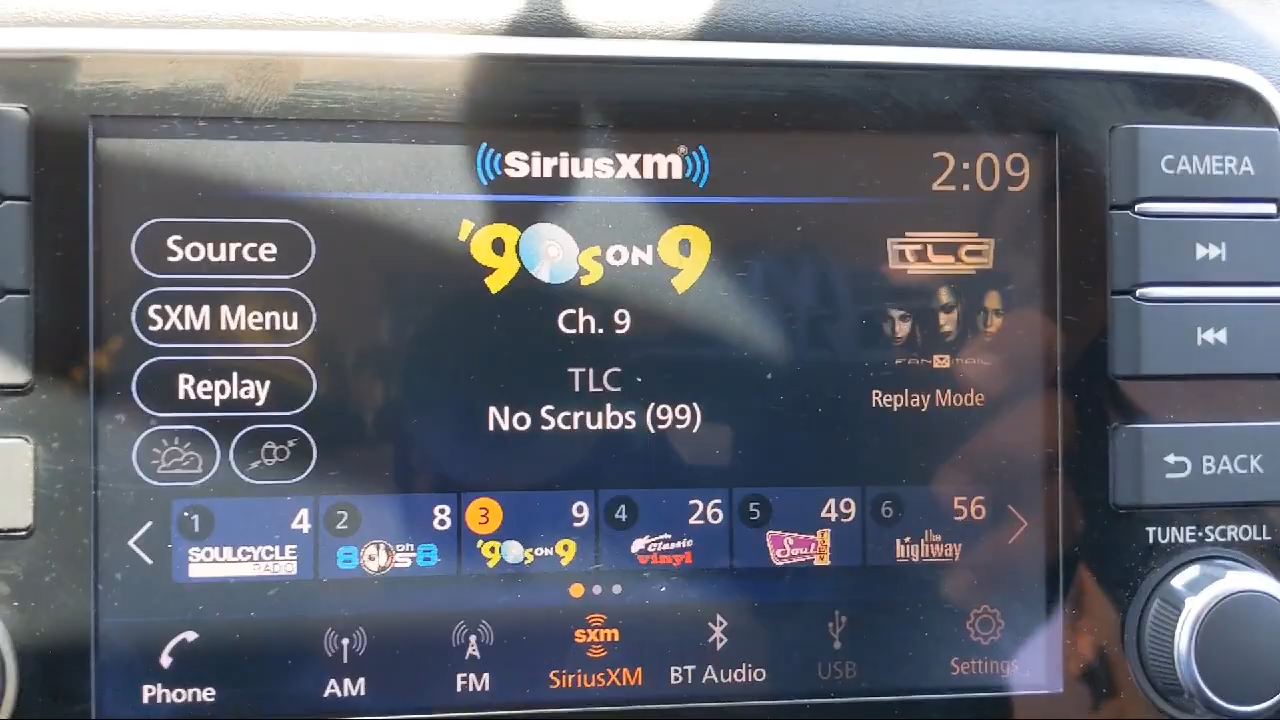 SiriusXM®
2:09
CAMERA
Source
'90s ON 9
TLC
SXM Menu
Ch. 9
FANMAIL
Replay
TLC
Replay Mode
No Scrubs (99)
BACK
1 4 2 8 3 9 4 26 5 49 6 56
SOULCYCLE RADIO
80s on 8
'90s ON 9
Classic vinyl
Soul Town
the highway
TUNE·SCROLL
Phone
AM
FM
sxm
SiriusXM
BT Audio
USB
Settings